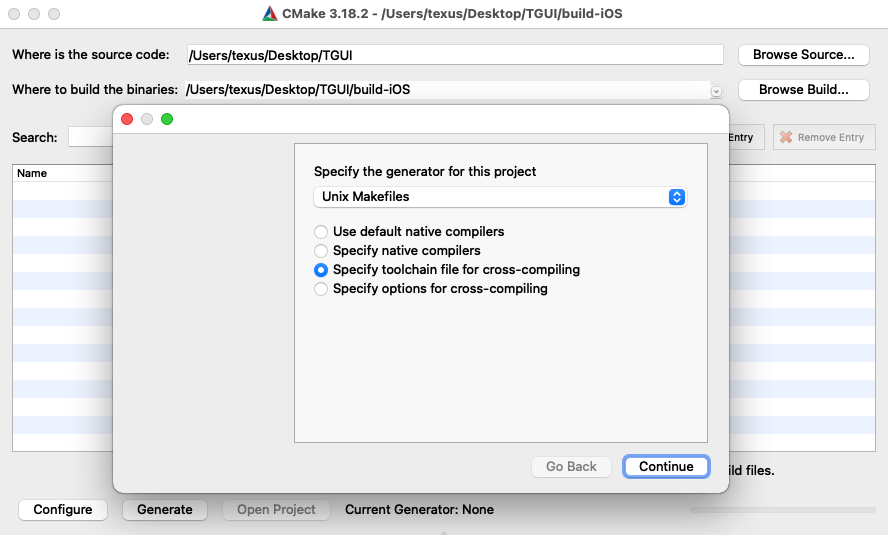 CMake 3.18.2 - /Users/texus/Desktop/TGUI/build-iOS
Where is the source code: /Users/texus/Desktop/TGUI Browse Source...
Where to build the binaries: /Users/texus/Desktop/TGUI/build-iOS Browse Build...
Search: Entry Remove Entry
Name
Specify the generator for this project
Unix Makefiles
Use default native compilers
Specify native compilers
Specify toolchain file for cross-compiling
Specify options for cross-compiling
Go Back Continue
ild files.
Configure Generate Open Project Current Generator: None